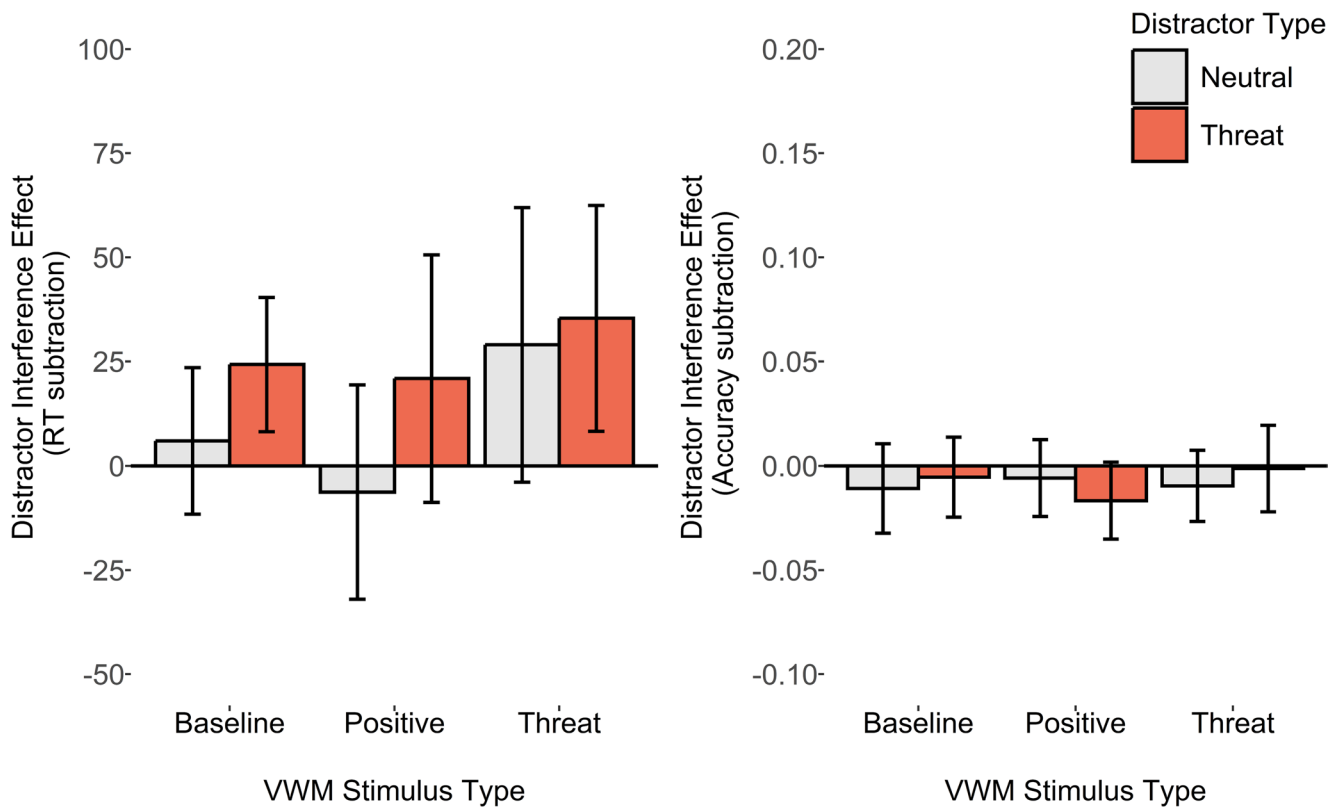 Distractor Interference Effect
(RT subtraction)
100
75
50
25
0
-25
-50
Baseline Positive Threat
VWM Stimulus Type
Distractor Interference Effect
(Accuracy subtraction)
0.20
0.15
0.10
0.05
0.00
-0.05
-0.10
Baseline Positive Threat
VWM Stimulus Type
Distractor Type
Neutral
Threat